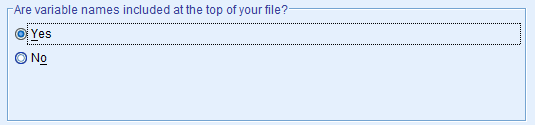 Are variable names included at the top of your file?
Yes
No